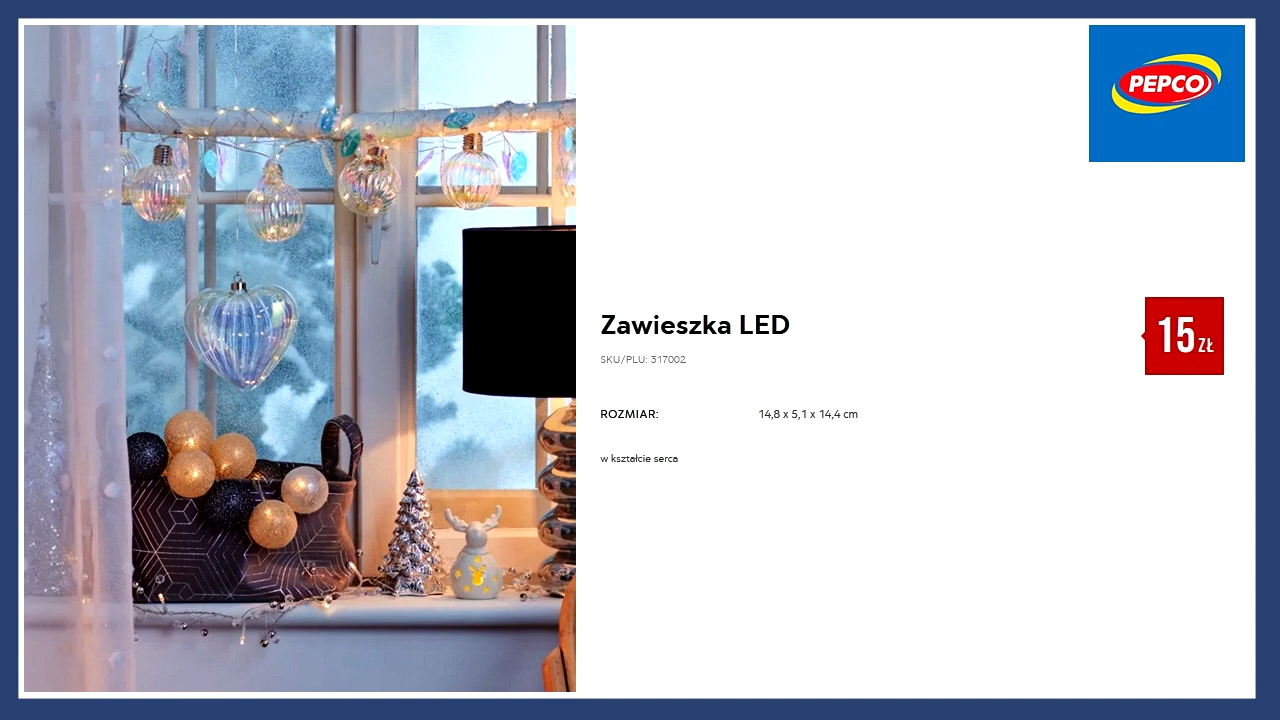 PEPCO
Zawieszka LED
15 ZŁ
SKU/PLU: 317002
ROZMIAR: 14,8 x 5,1 x 14,4 cm
w kształcie serca